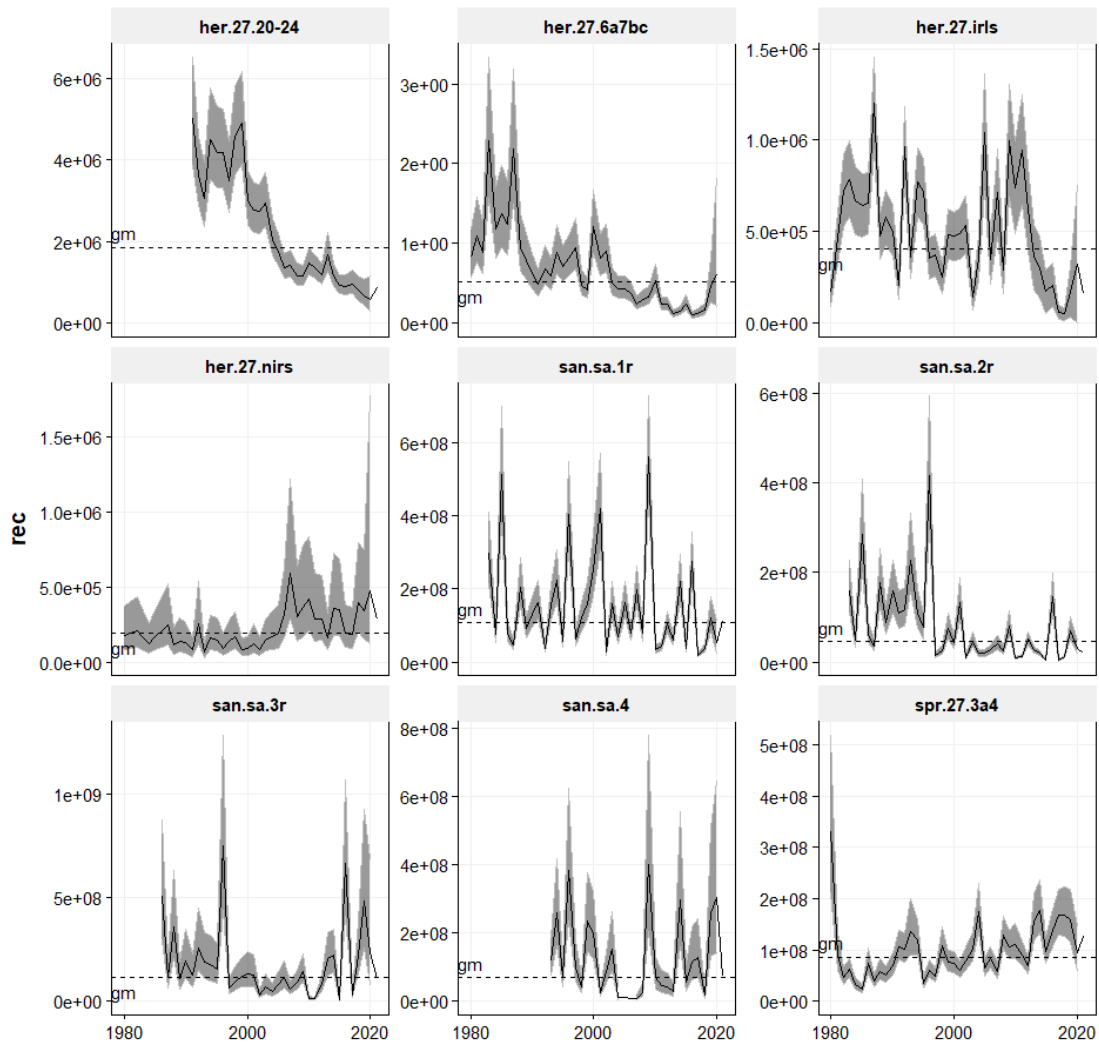 her.27.20-24
her.27.6a7bc
her.27.irls
6e+06
4e+06
2e+06
0e+00
gm
3e+00
2e+00
1e+00
0e+00
gm
1.5e+06
1.0e+06
5.0e+05
0.0e+00
gm
her.27.nirs
san.sa.1r
san.sa.2r
rec
1.5e+06
1.0e+06
5.0e+05
0.0e+00
gm
6e+08
4e+08
2e+08
0e+00
gm
6e+08
4e+08
2e+08
0e+00
gm
san.sa.3r
san.sa.4
spr.27.3a4
1e+09
5e+08
0e+00
gm
8e+08
6e+08
4e+08
2e+08
0e+00
gm
5e+08
4e+08
3e+08
2e+08
1e+08
0e+00
gm
1980 2000 2020
1980 2000 2020
1980 2000 2020